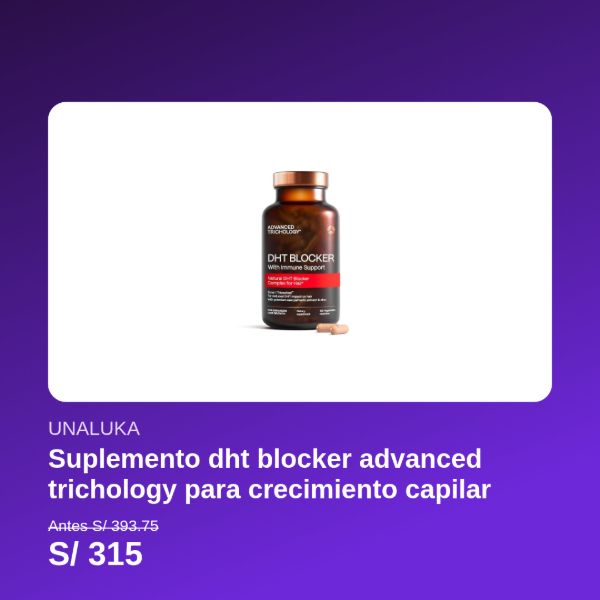 ADVANCED
TRICHOLOGY
DHT BLOCKER
With Immune Support
Natural DHT Blocker
Complex for Hair*
UNALUKA
Suplemento dht blocker advanced
trichology para crecimiento capilar
Antes S/ 393.75
S/ 315